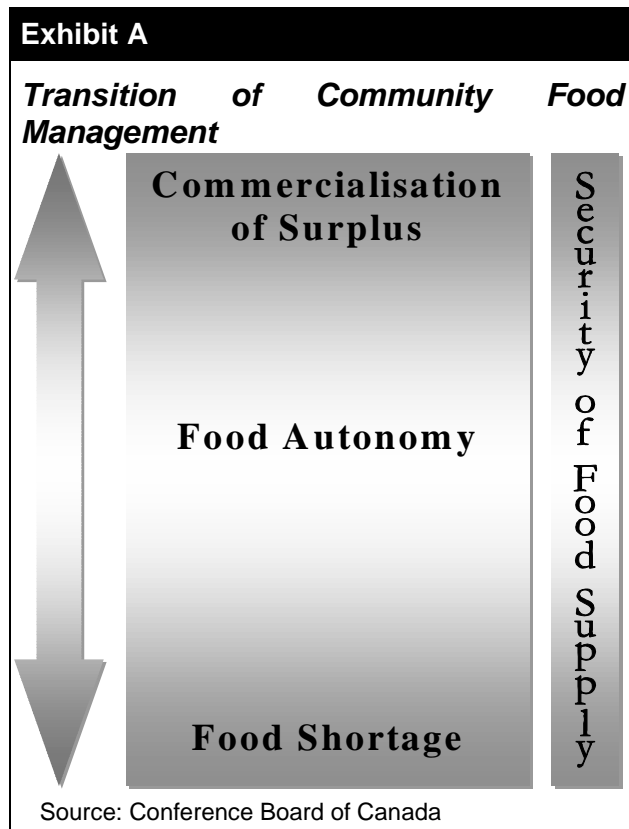 Exhibit A
Transition of Community Food
Management
Commercialisation
of Surplus
Food Autonomy
Food Shortage
Security of Food Supply
Source: Conference Board of Canada